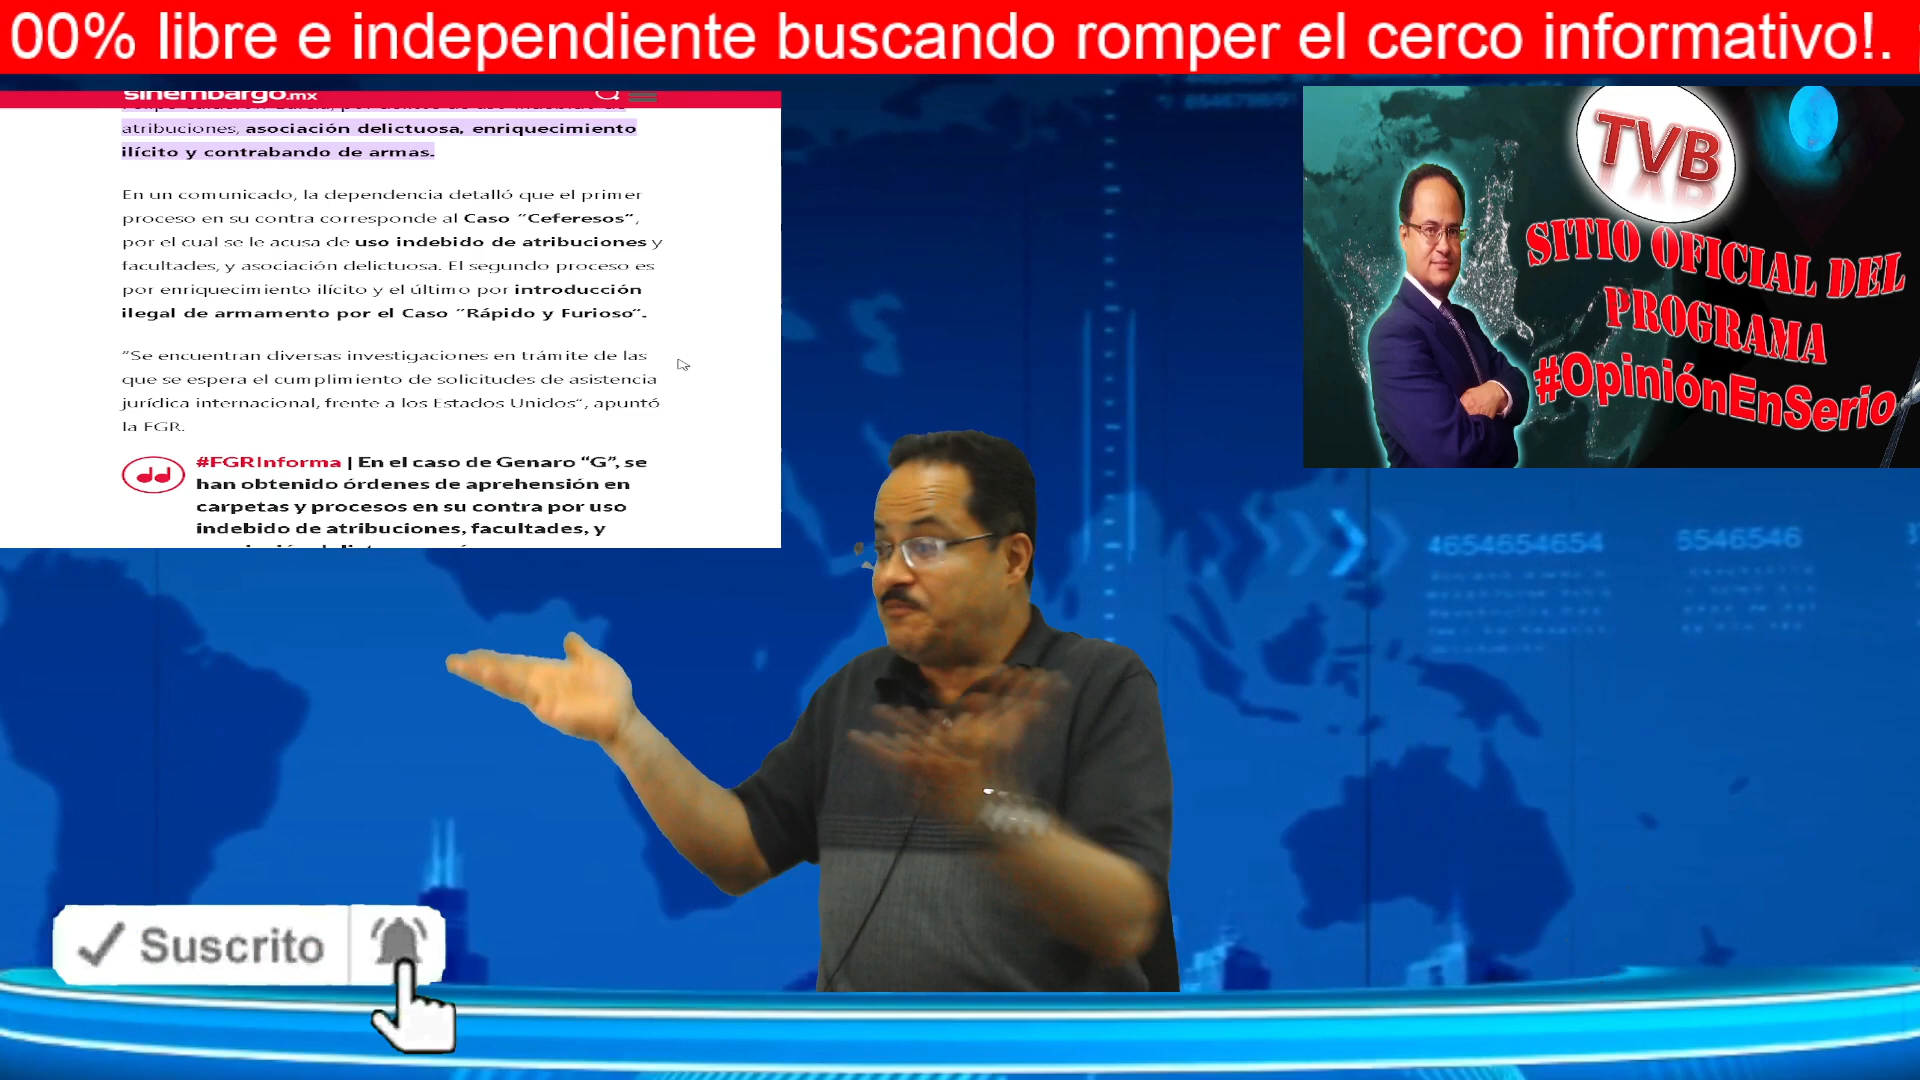 00% libre e independiente buscando romper el cerco informativo!.
sinembargo.mx
atribuciones, asociación delictuosa, enriquecimiento
ilícito y contrabando de armas.
En un comunicado, la dependencia detalló que el primer
proceso en su contra corresponde al Caso “Ceferesos”,
por el cual se le acusa de uso indebido de atribuciones y
facultades, y asociación delictuosa. El segundo proceso es
por enriquecimiento ilícito y el último por introducción
ilegal de armamento por el Caso “Rápido y Furioso”.
“Se encuentran diversas investigaciones en trámite de las
que se espera el cumplimiento de solicitudes de asistencia
jurídica internacional, frente a los Estados Unidos”, apuntó
la FGR.
#FGRInforma | En el caso de Genaro “G”, se
han obtenido órdenes de aprehensión en
carpetas y procesos en su contra por uso
indebido de atribuciones, facultades, y
TVB
SITIO OFICIAL DEL
PROGRAMA
#OpiniónEnSerio
4654654654
6546546
Suscrito